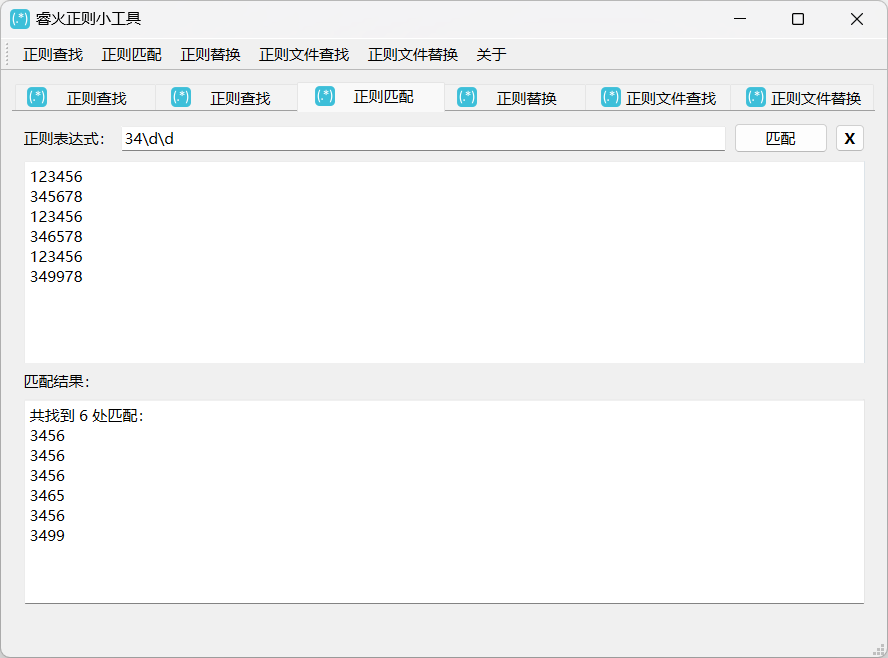 (.*) 睿火正则小工具
正则查找 正则匹配 正则替换 正则文件查找 正则文件替换 关于
(.*) 正则查找 (.*) 正则查找 (.*) 正则匹配 (.*) 正则替换 (.*) 正则文件查找 (.*) 正则文件替换
正则表达式: 34\d\d 匹配 X
123456
345678
123456
346578
123456
349978
匹配结果:
共找到 6 处匹配:
3456
3456
3456
3465
3456
3499